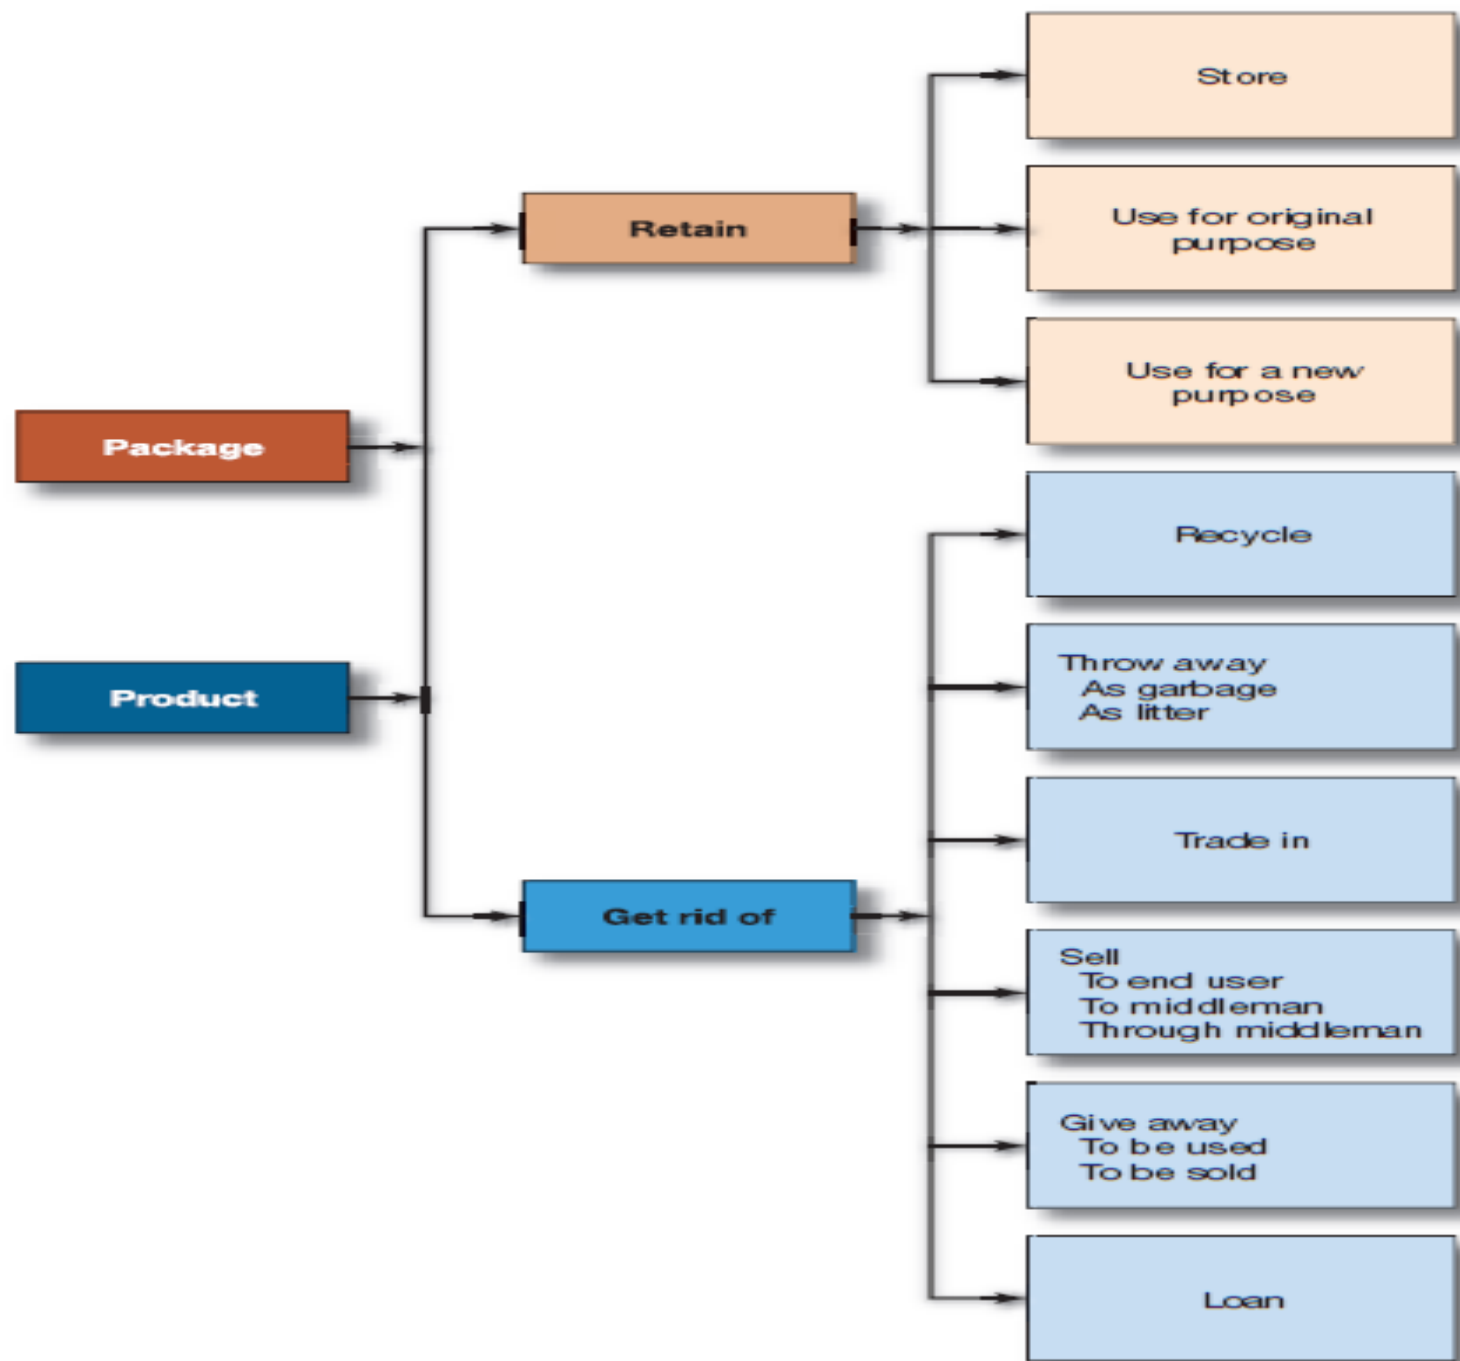 Store
Use for original
purpose
Retain
Use for a new
purpose
Package
Recycle
Throw away
As garbage
As litter
Product
Trade in
Get rid of
Sell
To end user
To middleman
Through middleman
Give away
To be used
To be sold
Loan